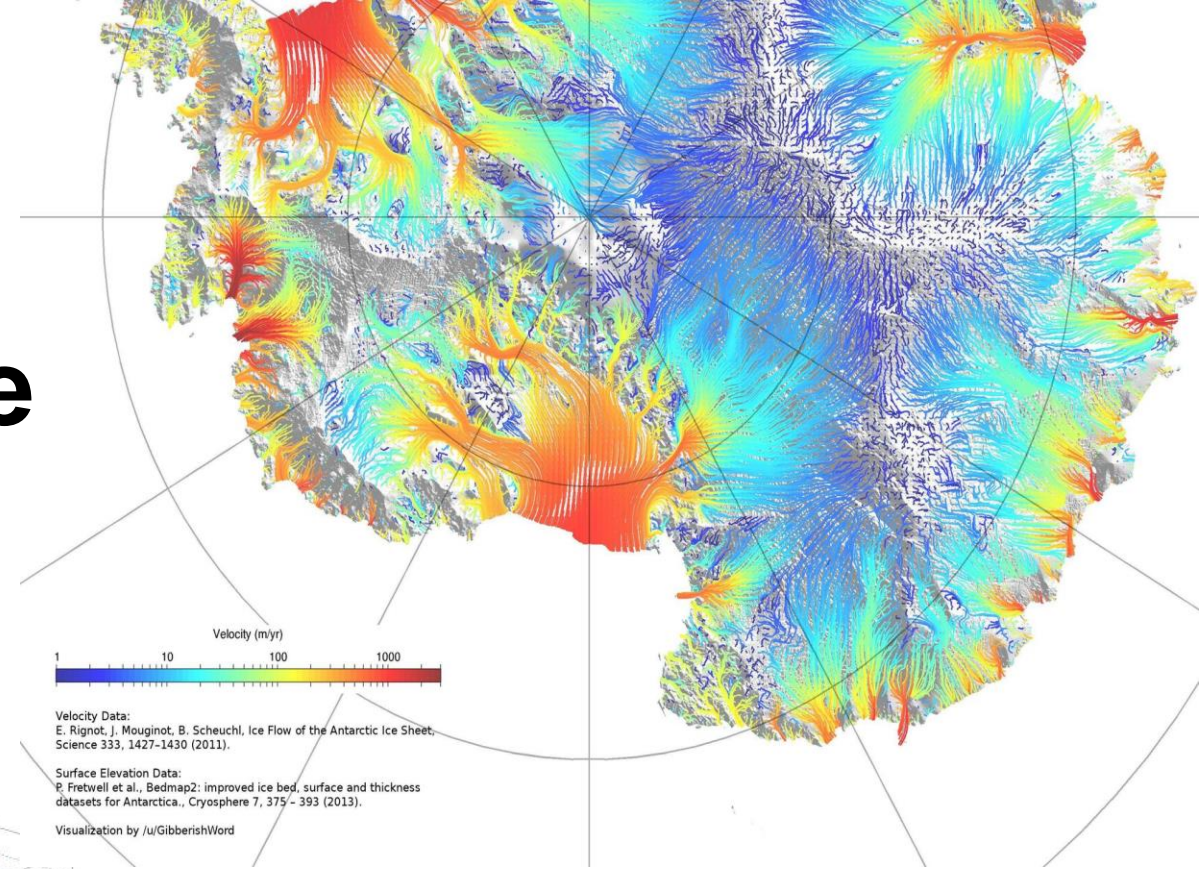 e
Velocity (m/yr)
1 10 100 1000
Velocity Data:
E. Rignot, J. Mouginot, B. Scheuchl, Ice Flow of the Antarctic Ice Sheet,
Science 333, 1427–1430 (2011).
Surface Elevation Data:
P. Fretwell et al., Bedmap2: improved ice bed, surface and thickness
datasets for Antarctica., Cryosphere 7, 375 – 393 (2013).
Visualization by /u/GibberishWord